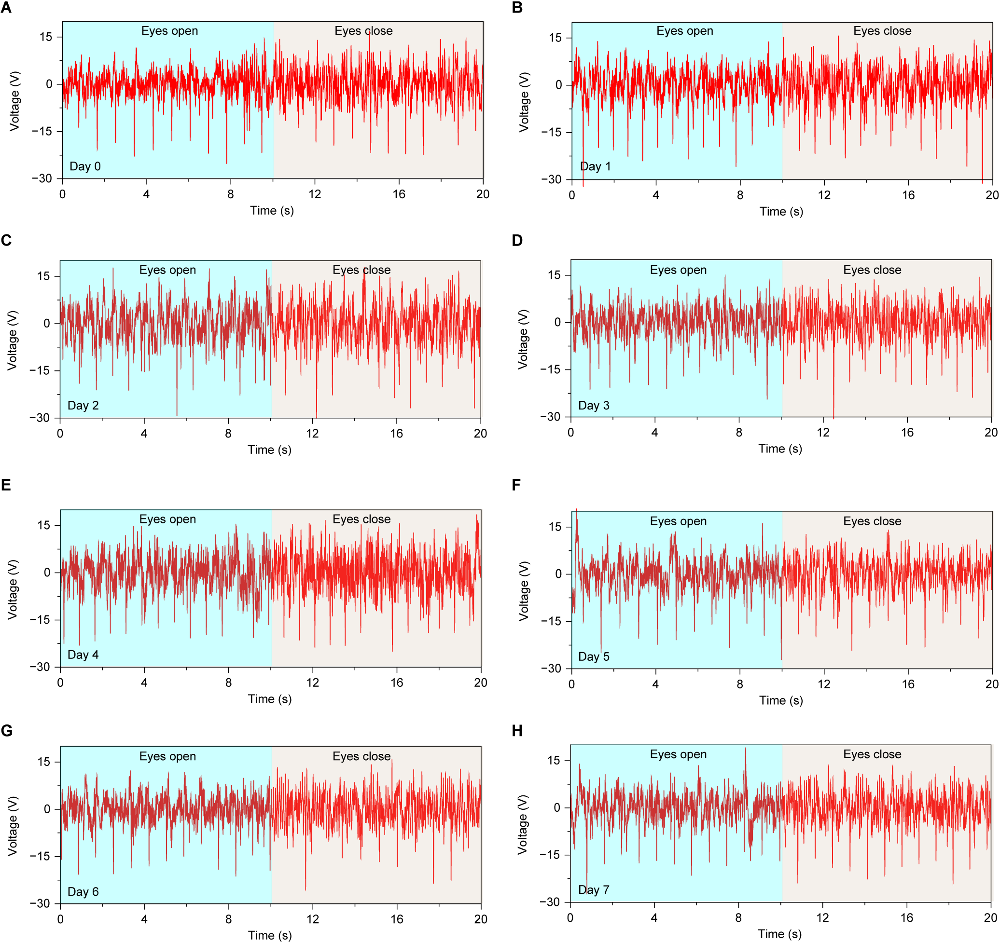 A
Eyes open Eyes close
15
0
−15
−30
Voltage (V)
Day 0
0 4 8 12 16 20
Time (s)
B
Eyes open Eyes close
15
0
−15
−30
Voltage (V)
Day 1
0 4 8 12 16 20
Time (s)
C
Eyes open Eyes close
15
0
−15
−30
Voltage (V)
Day 2
0 4 8 12 16 20
Time (s)
D
Eyes open Eyes close
15
0
−15
−30
Voltage (V)
Day 3
0 4 8 12 16 20
Time (s)
E
Eyes open Eyes close
15
0
−15
−30
Voltage (V)
Day 4
0 4 8 12 16 20
Time (s)
F
Eyes open Eyes close
15
0
−15
−30
Voltage (V)
Day 5
0 4 8 12 16 20
Time (s)
G
Eyes open Eyes close
15
0
−15
−30
Voltage (V)
Day 6
0 4 8 12 16 20
Time (s)
H
Eyes open Eyes close
15
0
−15
−30
Voltage (V)
Day 7
0 4 8 12 16 20
Time (s)